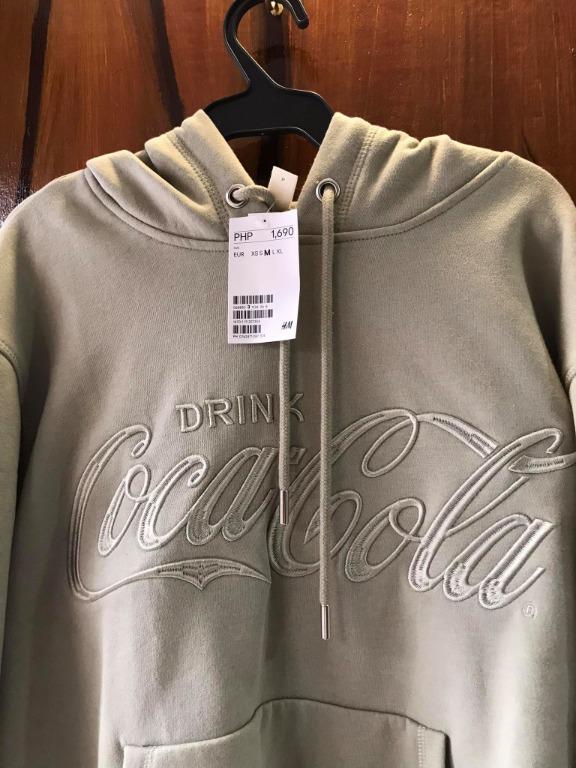 PHP 1,690
EUR XS S M L XL
H&M
DRINK
Coca-Cola
®